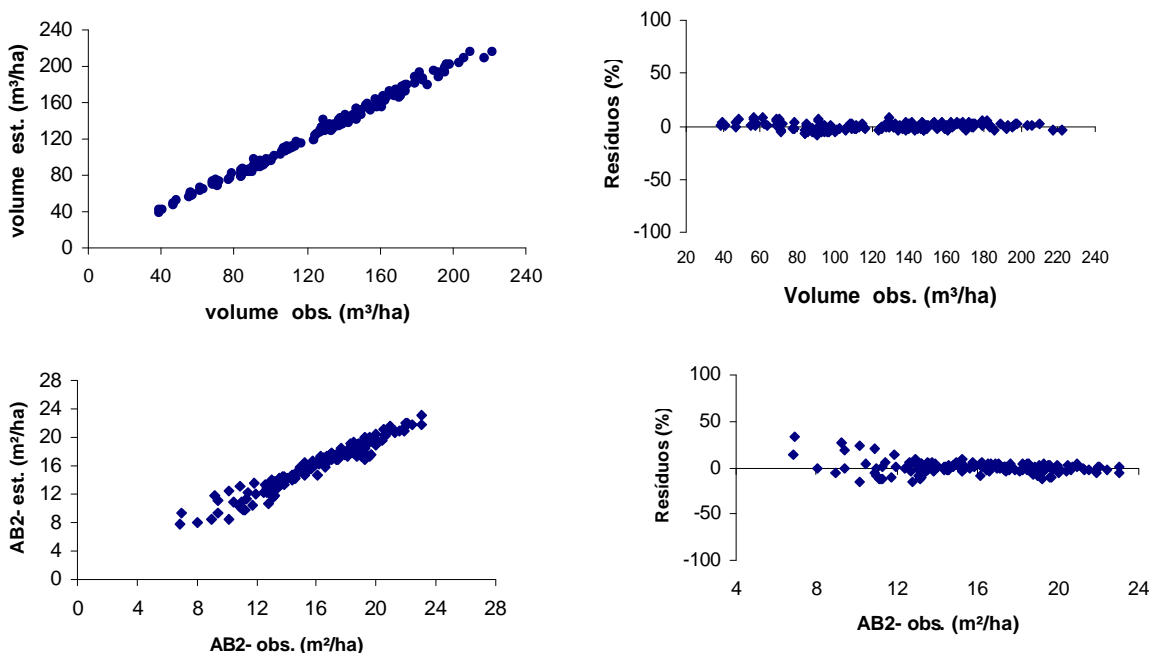 240
200
160
120
80
40
0
volume est. (m³/ha)
0 40 80 120 160 200 240
volume obs. (m³/ha)
100
50
0
-50
-100
Resíduos (%)
20 40 60 80 100 120 140 160 180 200 220 240
Volume obs. (m³/ha)
28
24
20
16
12
8
4
0
AB2- est. (m²/ha)
0 4 8 12 16 20 24 28
AB2- obs. (m²/ha)
100
50
0
-50
-100
Resíduos (%)
4 8 12 16 20 24
AB2- obs. (m²/ha)